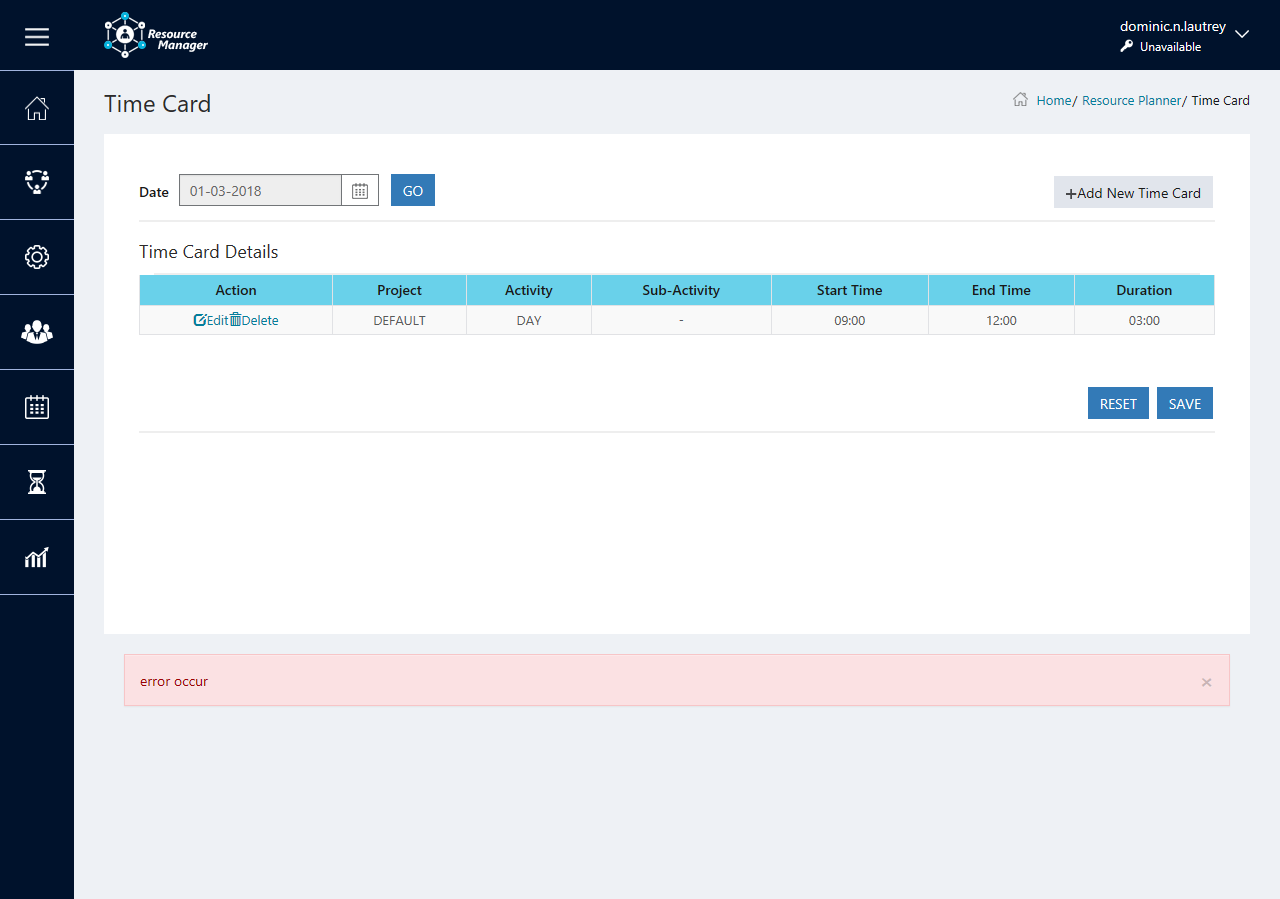 Resource
Manager
dominic.n.lautrey
Unavailable
Time Card
Home/ Resource Planner/ Time Card
Date 01-03-2018 GO
+Add New Time Card
Time Card Details
Action Project Activity Sub-Activity Start Time End Time Duration
EditDelete DEFAULT DAY - 09:00 12:00 03:00
RESET SAVE
error occur ×